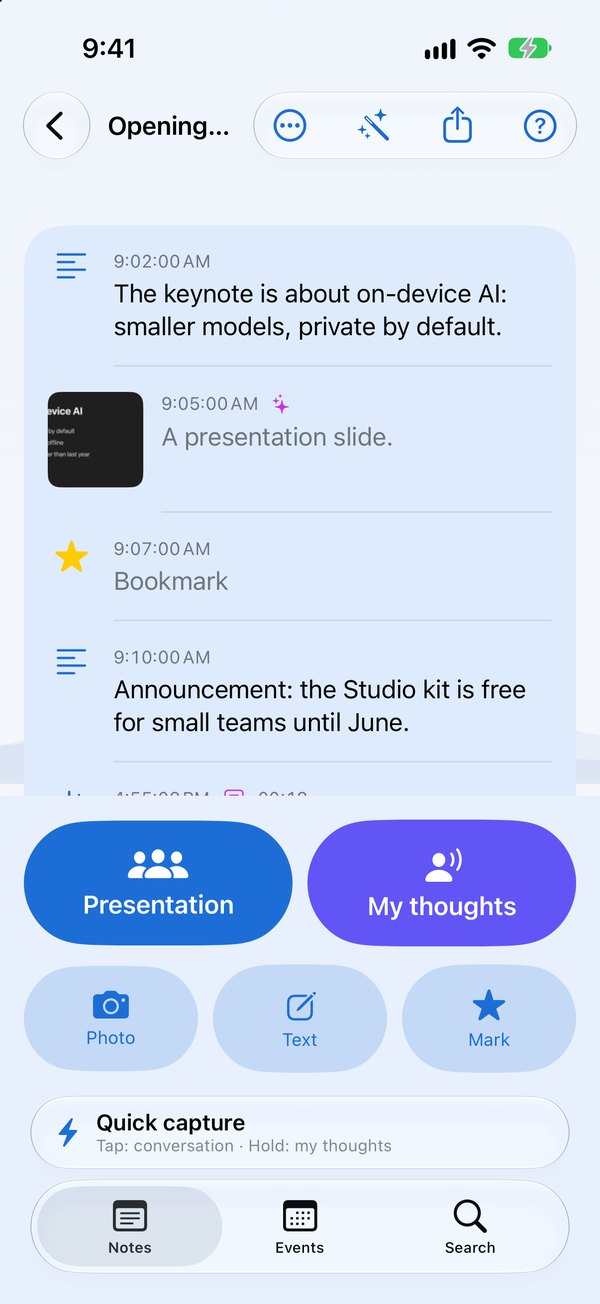 9:41
Opening...
9:02:00 AM
The keynote is about on-device AI:
smaller models, private by default.
evice AI
by default
offline
er than last year
9:05:00 AM
A presentation slide.
9:07:00 AM
Bookmark
9:10:00 AM
Announcement: the Studio kit is free
for small teams until June.
Presentation
My thoughts
Photo
Text
Mark
Quick capture
Tap: conversation · Hold: my thoughts
Notes
Events
Search